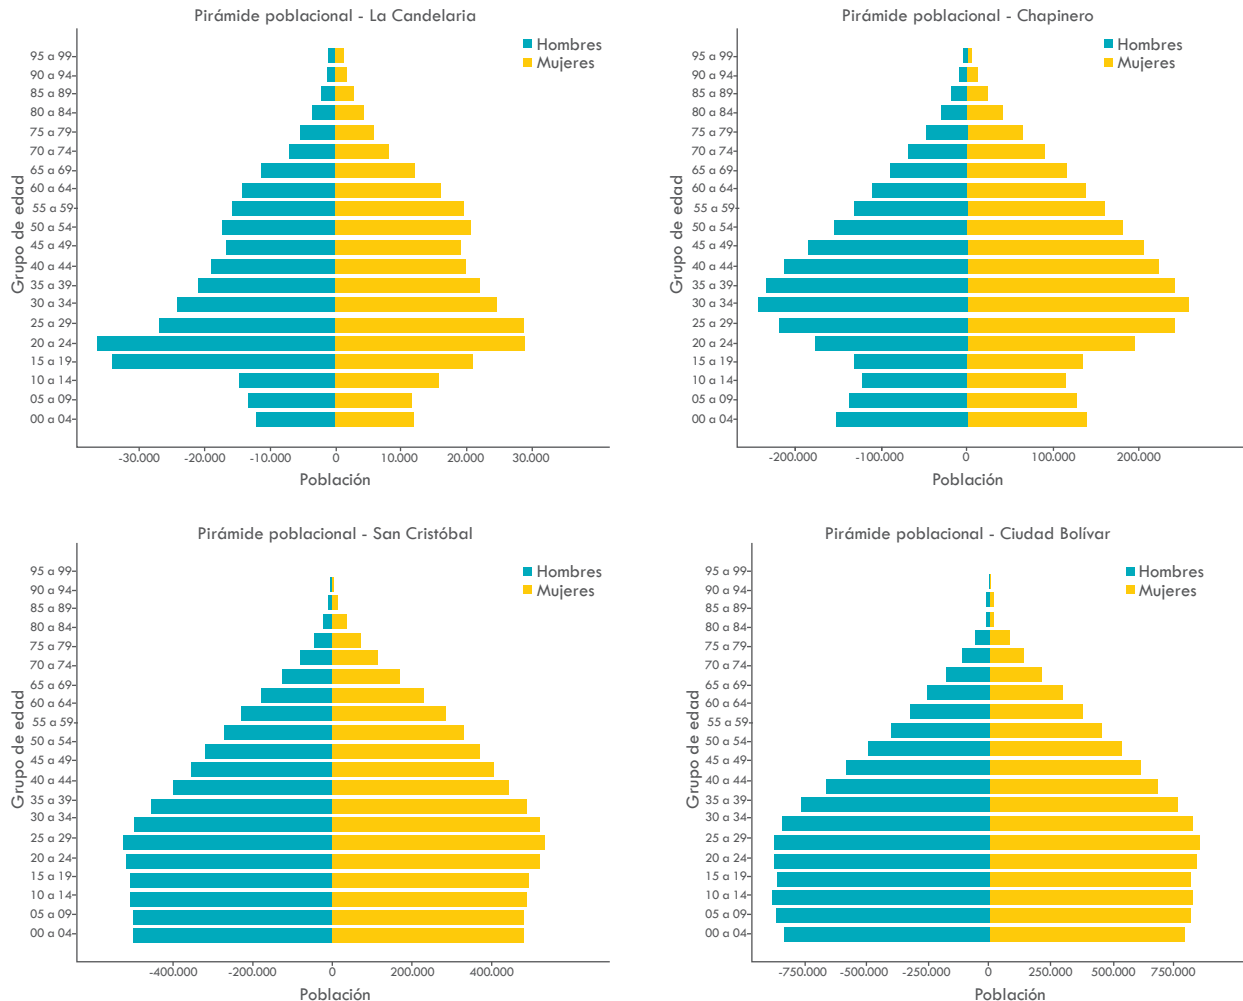 Pirámide poblacional - La Candelaria
Hombres
Mujeres
Grupo de edad
95 a 99
90 a 94
85 a 89
80 a 84
75 a 79
70 a 74
65 a 69
60 a 64
55 a 59
50 a 54
45 a 49
40 a 44
35 a 39
30 a 34
25 a 29
20 a 24
15 a 19
10 a 14
05 a 09
00 a 04
-30.000 -20.000 -10.000 0 10.000 20.000 30.000
Población
Pirámide poblacional - Chapinero
Hombres
Mujeres
Grupo de edad
95 a 99
90 a 94
85 a 89
80 a 84
75 a 79
70 a 74
65 a 69
60 a 64
55 a 59
50 a 54
45 a 49
40 a 44
35 a 39
30 a 34
25 a 29
20 a 24
15 a 19
10 a 14
05 a 09
00 a 04
-200.000 -100.000 0 100.000 200.000
Población
Pirámide poblacional - San Cristóbal
Hombres
Mujeres
Grupo de edad
95 a 99
90 a 94
85 a 89
80 a 84
75 a 79
70 a 74
65 a 69
60 a 64
55 a 59
50 a 54
45 a 49
40 a 44
35 a 39
30 a 34
25 a 29
20 a 24
15 a 19
10 a 14
05 a 09
00 a 04
-400.000 -200.000 0 200.000 400.000
Población
Pirámide poblacional - Ciudad Bolívar
Hombres
Mujeres
Grupo de edad
95 a 99
90 a 94
85 a 89
80 a 84
75 a 79
70 a 74
65 a 69
60 a 64
55 a 59
50 a 54
45 a 49
40 a 44
35 a 39
30 a 34
25 a 29
20 a 24
15 a 19
10 a 14
05 a 09
00 a 04
-750.000 -500.000 -250.000 0 250.000 500.000 750.000
Población